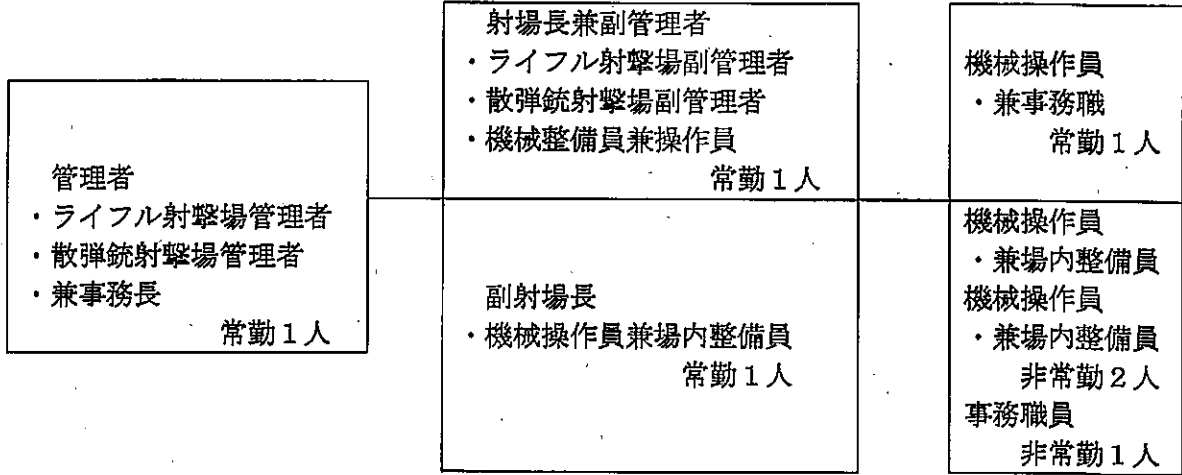 管理者
・ライフル射撃場管理者
・散弾銃射撃場管理者
・兼事務長
常勤1人
射場長兼副管理者
・ライフル射撃場副管理者
・散弾銃射撃場副管理者
・機械整備員兼操作員
常勤1人
副射場長
・機械操作員兼場内整備員
常勤1人
機械操作員
・兼事務職
常勤1人
機械操作員
・兼場内整備員
機械操作員
・兼場内整備員
非常勤2人
事務職員
非常勤1人